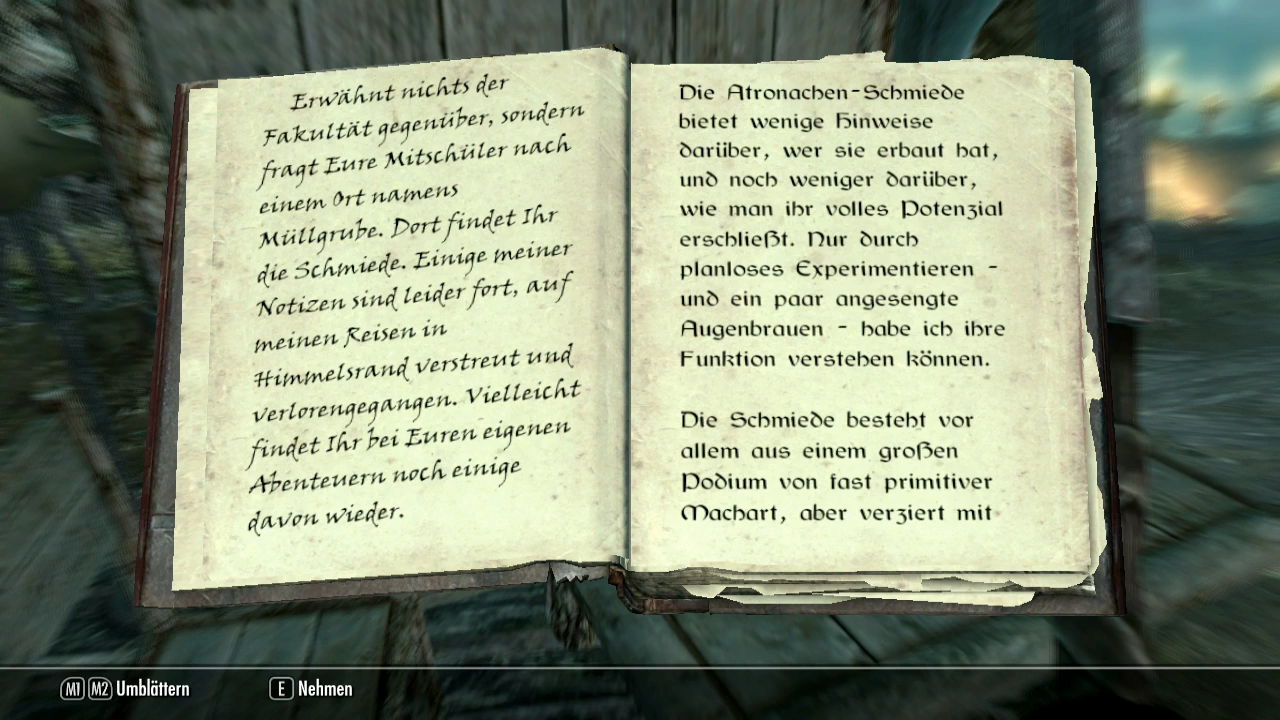 Erwähnt nichts der
Fakultät gegenüber, sondern
fragt Eure Mitschüler nach
einem Ort namens
Müllgrube. Dort findet Ihr
die Schmiede. Einige meiner
Notizen sind leider fort, auf
meinen Reisen in
Himmelsrand verstreut und
verlorengegangen. Vielleicht
findet Ihr bei Euren eigenen
Abenteuern noch einige
davon wieder.
Die Atronachen-Schmiede
bietet wenige Hinweise
darüber, wer sie erbaut hat,
und noch weniger darüber,
wie man ihr volles Potenzial
erschließt. Nur durch
planloses Experimentieren -
und ein paar angesengte
Augenbrauen - habe ich ihre
Funktion verstehen können.
Die Schmiede besteht vor
allem aus einem großen
Podium von fast primitiver
Machart, aber verziert mit
M1 M2 Umblättern
E Nehmen